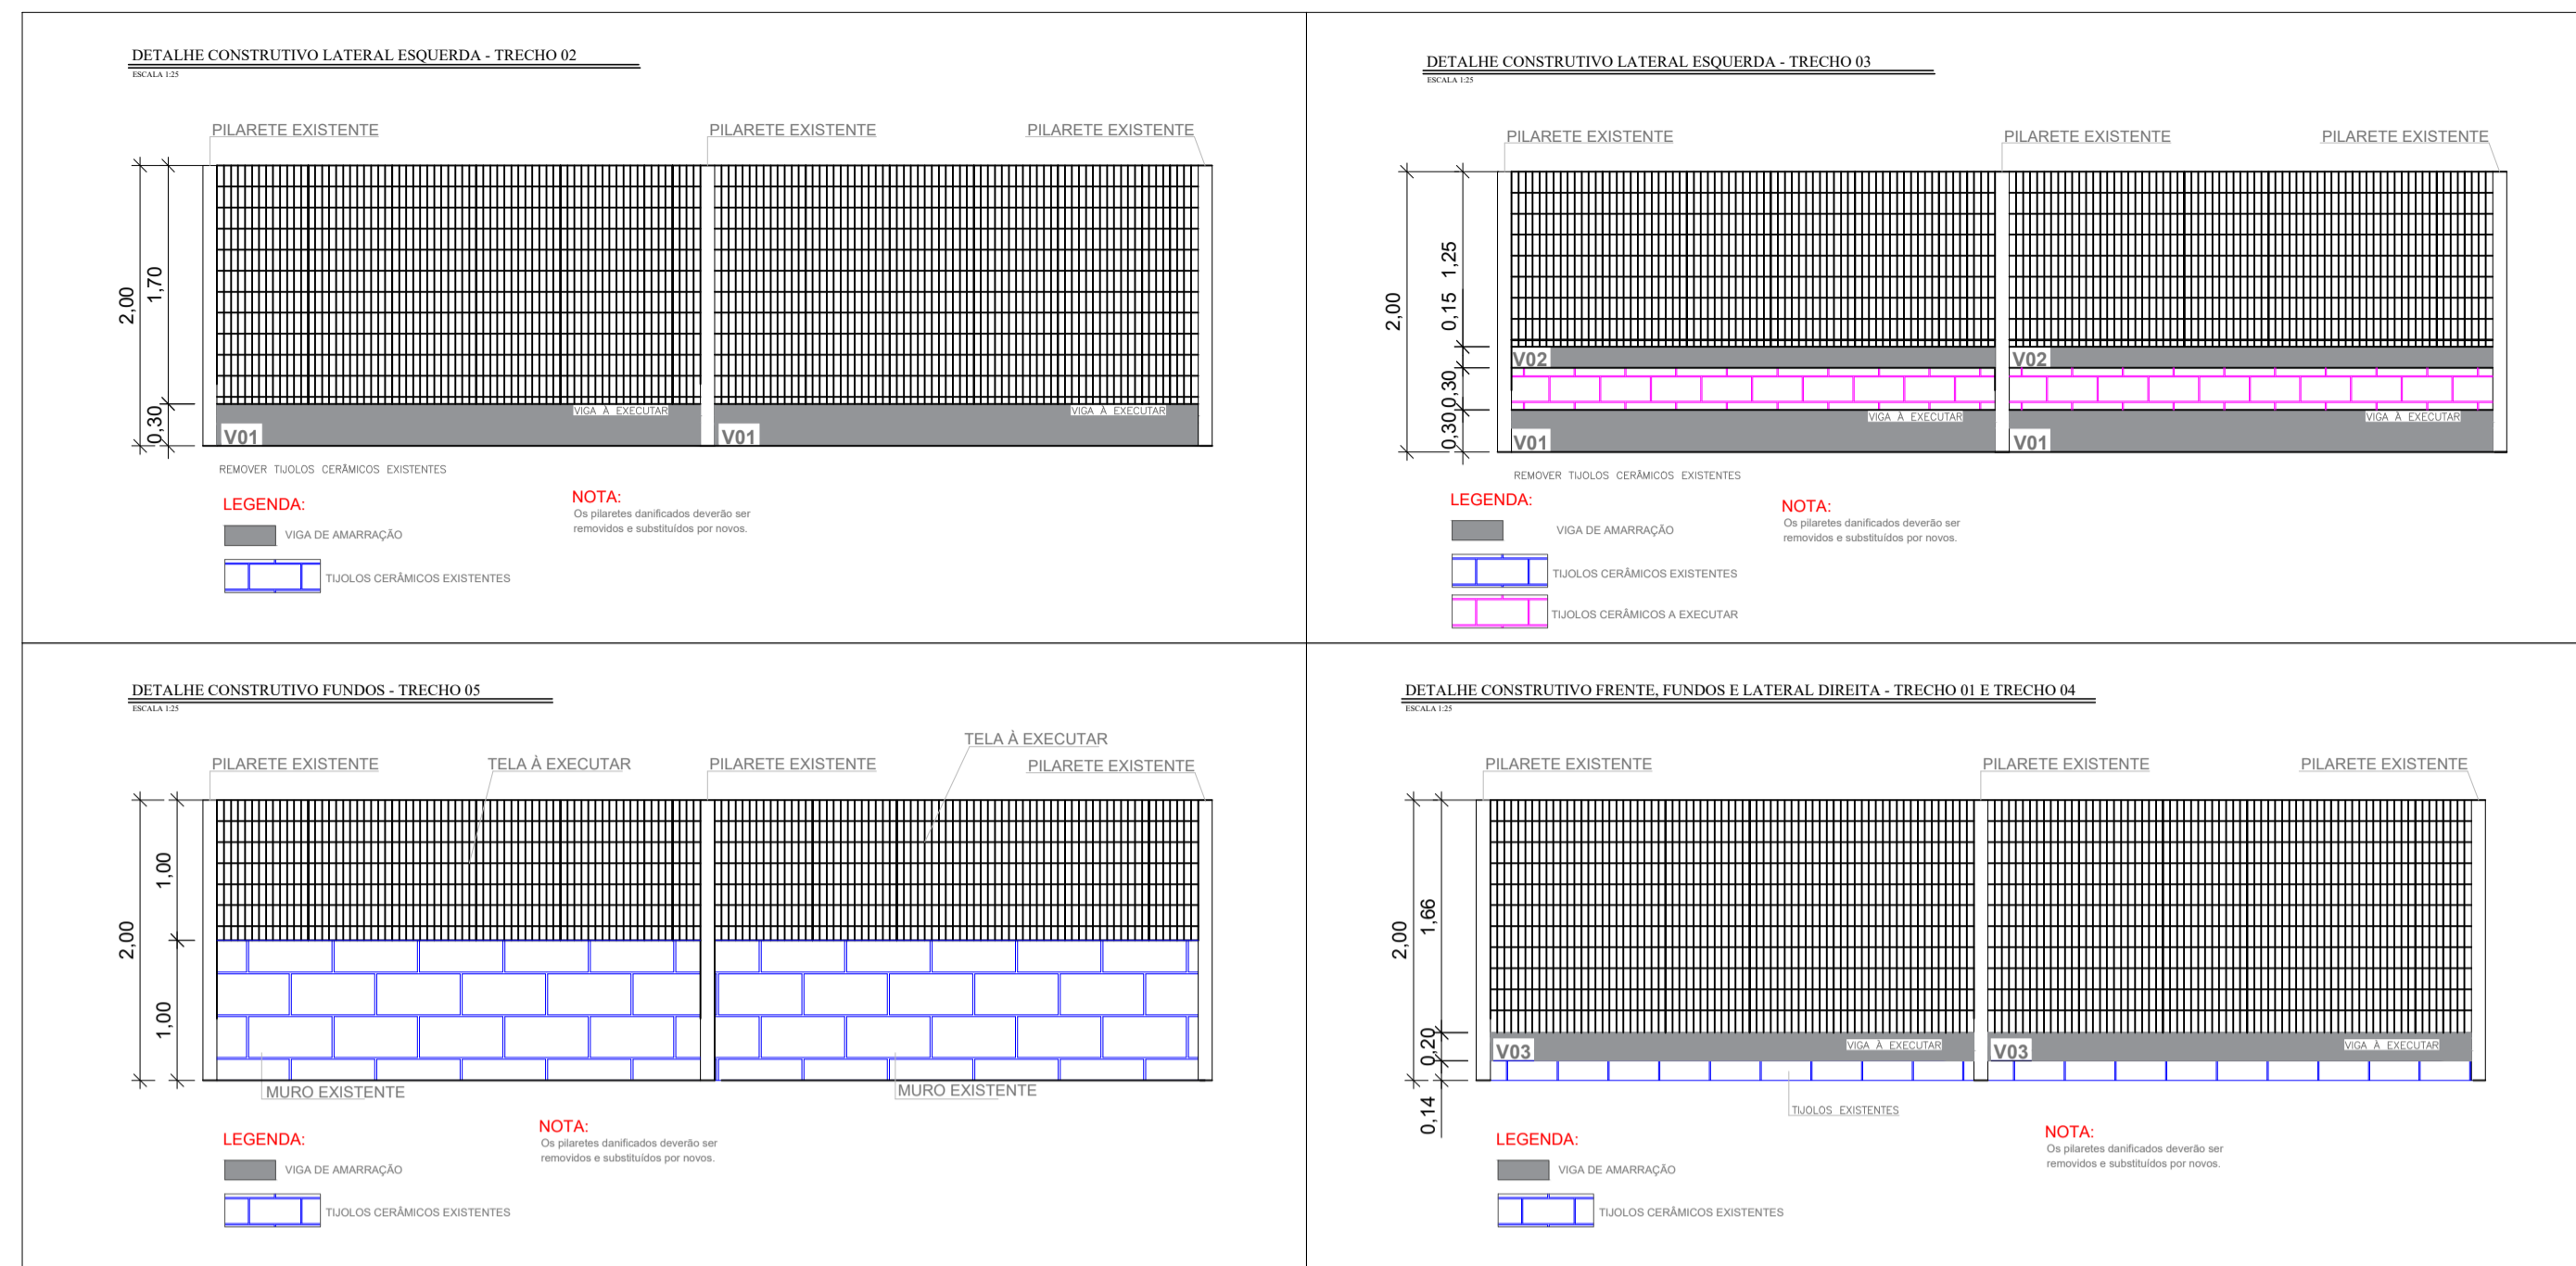 DETALHE CONSTRUTIVO LATERAL ESQUERDA - TRECHO 02
ESCALA 1:25
PILARETE EXISTENTE
PILARETE EXISTENTE
PILARETE EXISTENTE
2,00
1,70
0,30
VIGA À EXECUTAR
VIGA À EXECUTAR
V01
V01
REMOVER TIJOLOS CERÂMICOS EXISTENTES
LEGENDA:
VIGA DE AMARRAÇÃO
TIJOLOS CERÂMICOS EXISTENTES
NOTA:
Os pilaretes danificados deverão ser
removidos e substituídos por novos.
DETALHE CONSTRUTIVO LATERAL ESQUERDA - TRECHO 03
ESCALA 1:25
PILARETE EXISTENTE
PILARETE EXISTENTE
PILARETE EXISTENTE
2,00
1,25
0,15
0,30
0,30
V02
V02
VIGA À EXECUTAR
VIGA À EXECUTAR
V01
V01
REMOVER TIJOLOS CERÂMICOS EXISTENTES
LEGENDA:
VIGA DE AMARRAÇÃO
TIJOLOS CERÂMICOS EXISTENTES
TIJOLOS CERÂMICOS A EXECUTAR
NOTA:
Os pilaretes danificados deverão ser
removidos e substituídos por novos.
DETALHE CONSTRUTIVO FUNDOS - TRECHO 05
ESCALA 1:25
PILARETE EXISTENTE
TELA À EXECUTAR
PILARETE EXISTENTE
TELA À EXECUTAR
PILARETE EXISTENTE
2,00
1,00
1,00
MURO EXISTENTE
MURO EXISTENTE
LEGENDA:
VIGA DE AMARRAÇÃO
TIJOLOS CERÂMICOS EXISTENTES
NOTA:
Os pilaretes danificados deverão ser
removidos e substituídos por novos.
DETALHE CONSTRUTIVO FRENTE, FUNDOS E LATERAL DIREITA - TRECHO 01 E TRECHO 04
ESCALA 1:25
PILARETE EXISTENTE
PILARETE EXISTENTE
PILARETE EXISTENTE
2,00
1,66
0,20
0,14
V03
VIGA À EXECUTAR
V03
VIGA À EXECUTAR
TIJOLOS EXISTENTES
LEGENDA:
VIGA DE AMARRAÇÃO
TIJOLOS CERÂMICOS EXISTENTES
NOTA:
Os pilaretes danificados deverão ser
removidos e substituídos por novos.